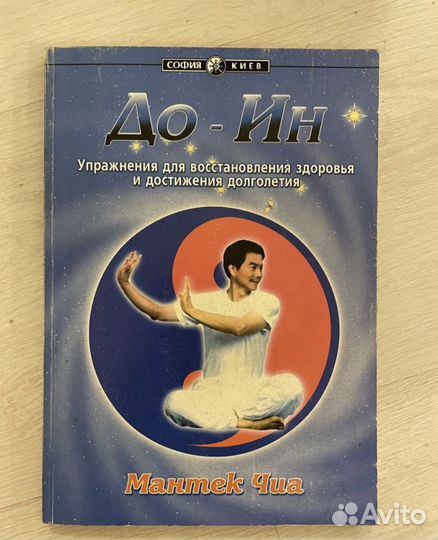 СОФИЯ КИЕВ
До - Ин
Упражнения для восстановления здоровья
и достижения долголетия
Мантек Чиа
Avito